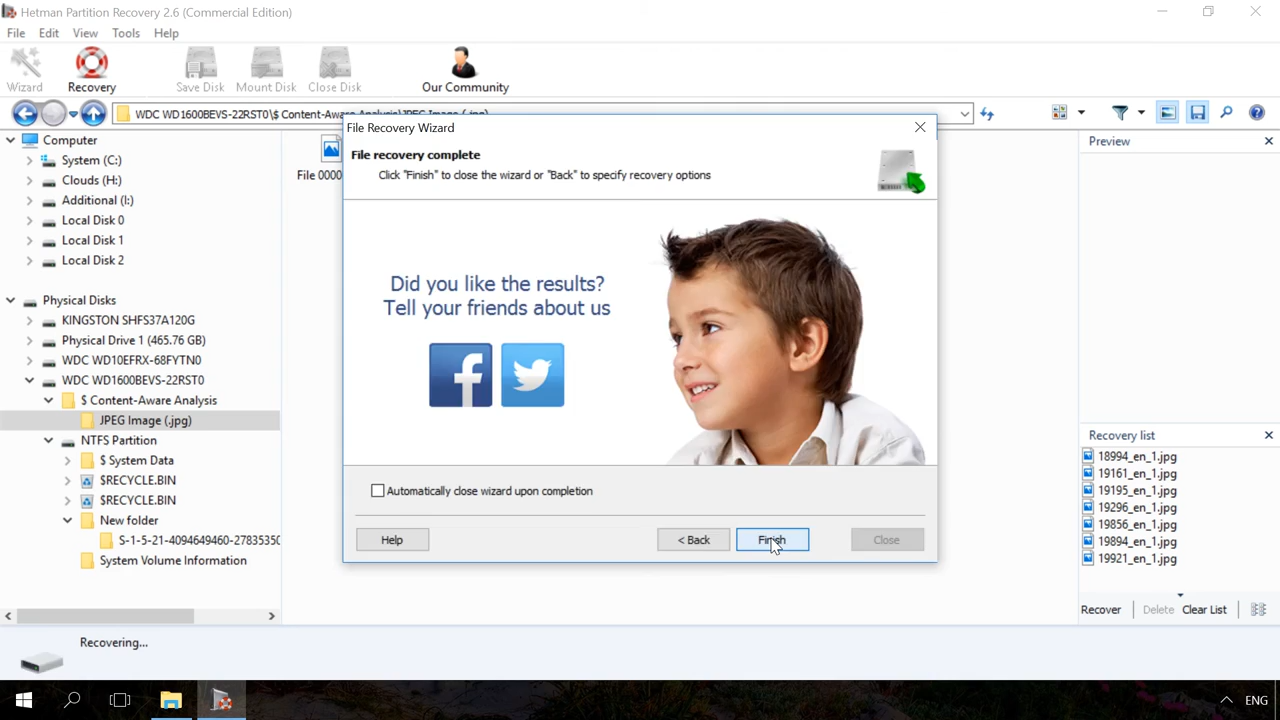 Hetman Partition Recovery 2.6 (Commercial Edition)
File Edit View Tools Help
Wizard Recovery Save Disk Mount Disk Close Disk Our Community
WDC WD1600BEVS-22RST0\$ Content-Aware Analysis\JPEG Image (.jpg)
Computer
System (C:)
Clouds (H:)
Additional (I:)
Local Disk 0
Local Disk 1
Local Disk 2
Physical Disks
KINGSTON SHFS37A120G
Physical Drive 1 (465.76 GB)
WDC WD10EFRX-68FYTN0
WDC WD1600BEVS-22RST0
$ Content-Aware Analysis
JPEG Image (.jpg)
NTFS Partition
$ System Data
$RECYCLE.BIN
$RECYCLE.BIN
New folder
S-1-5-21-4094649460-27835350
System Volume Information
File 0000
File Recovery Wizard
File recovery complete
Click "Finish" to close the wizard or "Back" to specify recovery options
Did you like the results?
Tell your friends about us
Automatically close wizard upon completion
Help < Back Finish Close
Preview
Recovery list
18994_en_1.jpg
19161_en_1.jpg
19195_en_1.jpg
19296_en_1.jpg
19856_en_1.jpg
19894_en_1.jpg
19921_en_1.jpg
Recover Delete Clear List
Recovering...
ENG